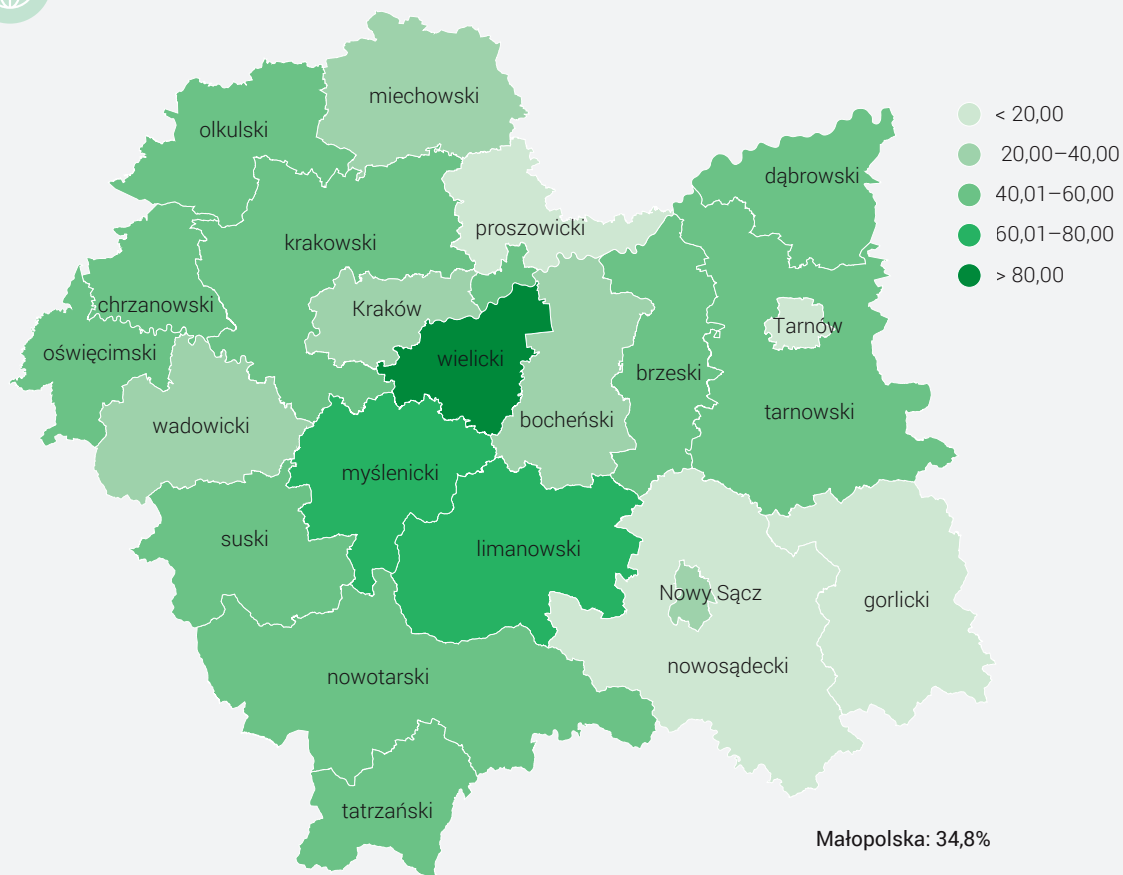 miechowski
olkulski
< 20,00
20,00–40,00
40,01–60,00
60,01–80,00
> 80,00
dąbrowski
proszowicki
krakowski
chrzanowski
Kraków
Tarnów
oświęcimski
wielicki
brzeski
tarnowski
wadowicki
bocheński
myślenicki
suski
limanowski
Nowy Sącz
gorlicki
nowosądecki
nowotarski
tatrzański
Małopolska: 34,8%